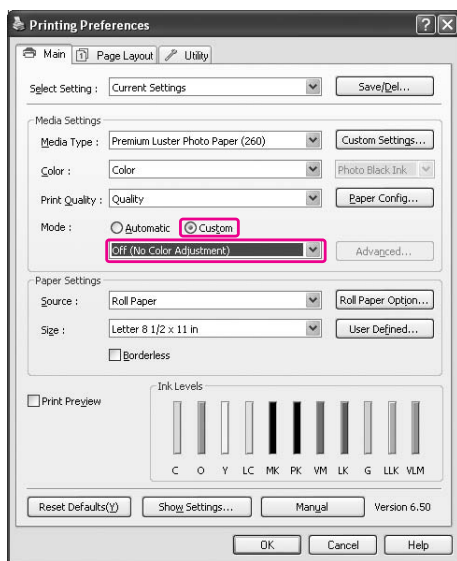 Printing Preferences
Main Page Layout Utility
Select Setting : Current Settings Save/Del...
Media Settings
Media Type : Premium Luster Photo Paper (260) Custom Settings...
Color : Color Photo Black Ink
Print Quality : Quality Paper Config...
Mode : Automatic Custom
Off (No Color Adjustment) Advanced...
Paper Settings
Source : Roll Paper Roll Paper Option...
Size : Letter 8 1/2 x 11 in User Defined...
Borderless
Print Preview Ink Levels
C O Y LC MK PK VM LK G LLK VLM
Reset Defaults(Y) Show Settings... Manual Version 6.50
OK Cancel Help